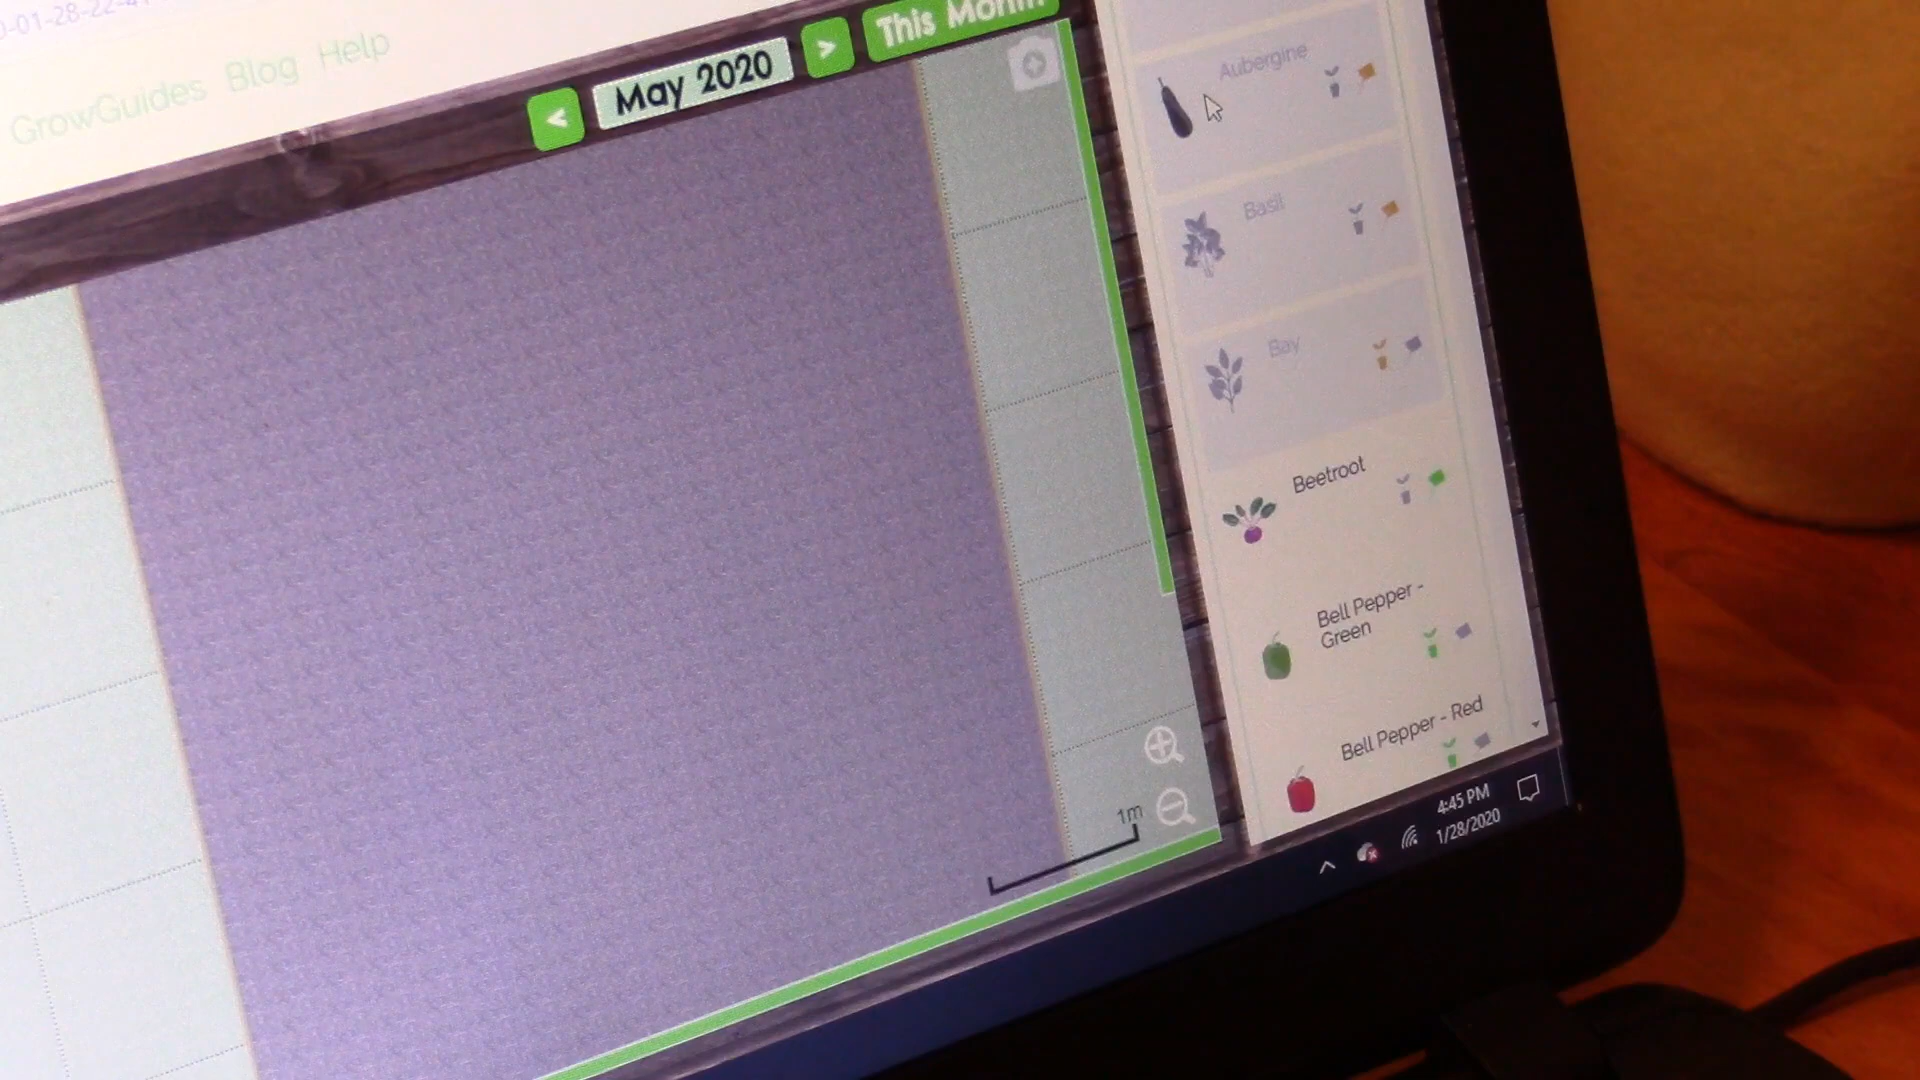 GrowGuides Blog Help
< May 2020 > This Mon
Aubergine
Basil
Bay
Beetroot
Bell Pepper -
Green
Bell Pepper - Red
1m
4:45 PM
1/28/2020